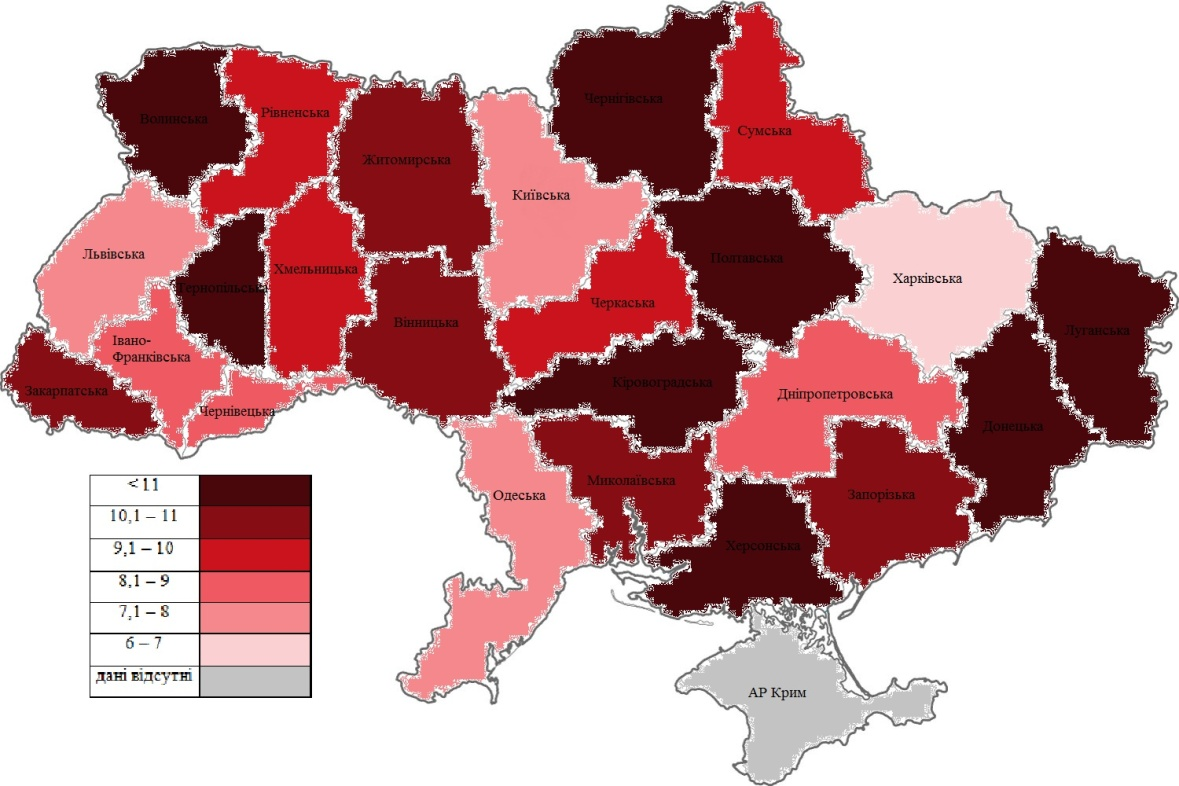 Чернігівська
Волинська
Рівненська
Сумська
Житомирська
Київська
Львівська
Хмельницька
Полтавська
Харківська
Тернопільська
Черкаська
Вінницька
Луганська
Івано-
Франківська
Закарпатська
Кіровоградська
Дніпропетровська
Чернівецька
Донецька
Миколаївська
Одеська
Запорізька
Херсонська
АР Крим
< 11
10,1 – 11
9,1 – 10
8,1 – 9
7,1 – 8
6 – 7
дані відсутні